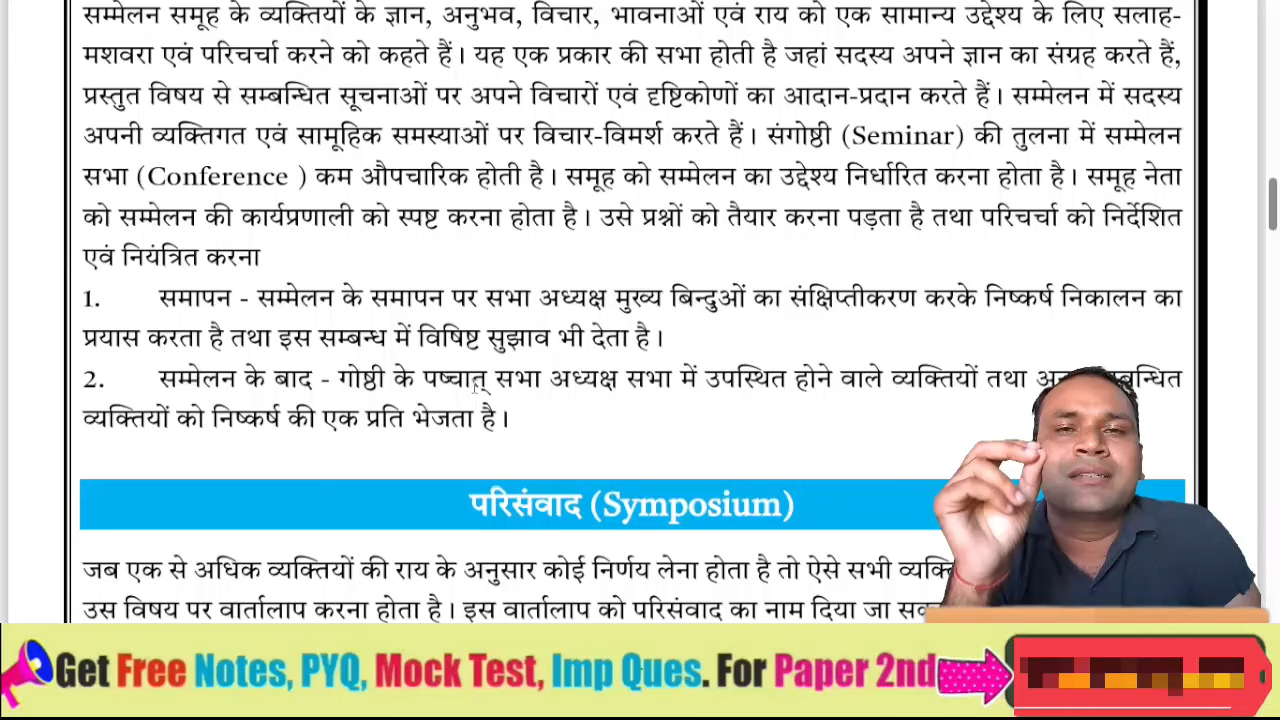 सम्मेलन समूह के व्यक्तियों के ज्ञान, अनुभव, विचार, भावनाओं एवं राय को एक सामान्य उद्देश्य के लिए सलाह-
मशवरा एवं परिचर्चा करने को कहते हैं। यह एक प्रकार की सभा होती है जहां सदस्य अपने ज्ञान का संग्रह करते हैं,
प्रस्तुत विषय से सम्बन्धित सूचनाओं पर अपने विचारों एवं दृष्टिकोणों का आदान-प्रदान करते हैं। सम्मेलन में सदस्य
अपनी व्यक्तिगत एवं सामूहिक समस्याओं पर विचार-विमर्श करते हैं। संगोष्ठी (Seminar) की तुलना में सम्मेलन
सभा (Conference ) कम औपचारिक होती है। समूह को सम्मेलन का उद्देश्य निर्धारित करना होता है। समूह नेता
को सम्मेलन की कार्यप्रणाली को स्पष्ट करना होता है। उसे प्रश्नों को तैयार करना पड़ता है तथा परिचर्चा को निर्देशित
एवं नियंत्रित करना
1. समापन - सम्मेलन के समापन पर सभा अध्यक्ष मुख्य बिन्दुओं का संक्षिप्तीकरण करके निष्कर्ष निकालन का
प्रयास करता है तथा इस सम्बन्ध में विषिष्ट सुझाव भी देता है।
2. सम्मेलन के बाद - गोष्ठी के पष्चात् सभा अध्यक्ष सभा में उपस्थित होने वाले व्यक्तियों तथा
व्यक्तियों को निष्कर्ष की एक प्रति भेजता है।
परिसंवाद (Symposium)
जब एक से अधिक व्यक्तियों की राय के अनुसार कोई निर्णय लेना होता है तो ऐसे सभी
उस विषय पर वार्तालाप करना होता है। इस वार्तालाप को परिसंवाद का नाम दिया जा
Get Free Notes, PYQ, Mock Test, Imp Ques. For Paper 2nd